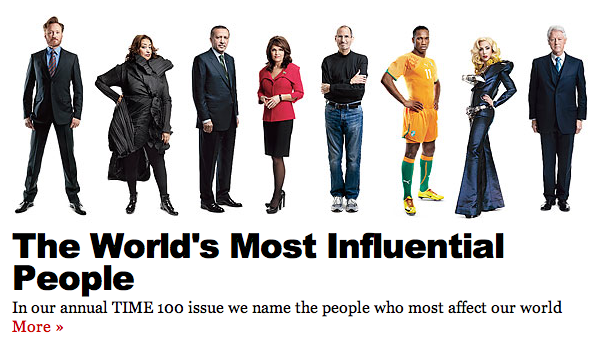 11
The World's Most Influential
People
In our annual TIME 100 issue we name the people who most affect our world
More »